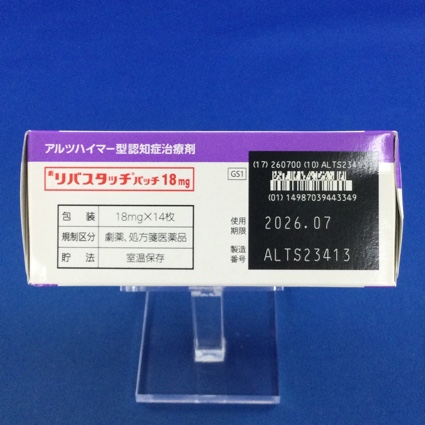 アルツハイマー型認知症治療剤
劇 リバスタッチ®パッチ18mg
包装 18mg×14枚
規制区分 劇薬、処方箋医薬品
貯法 室温保存
GS1
(17) 260700 (10) ALTS23413
(01) 14987039443349
使用期限 2026.07
製造番号 ALTS23413